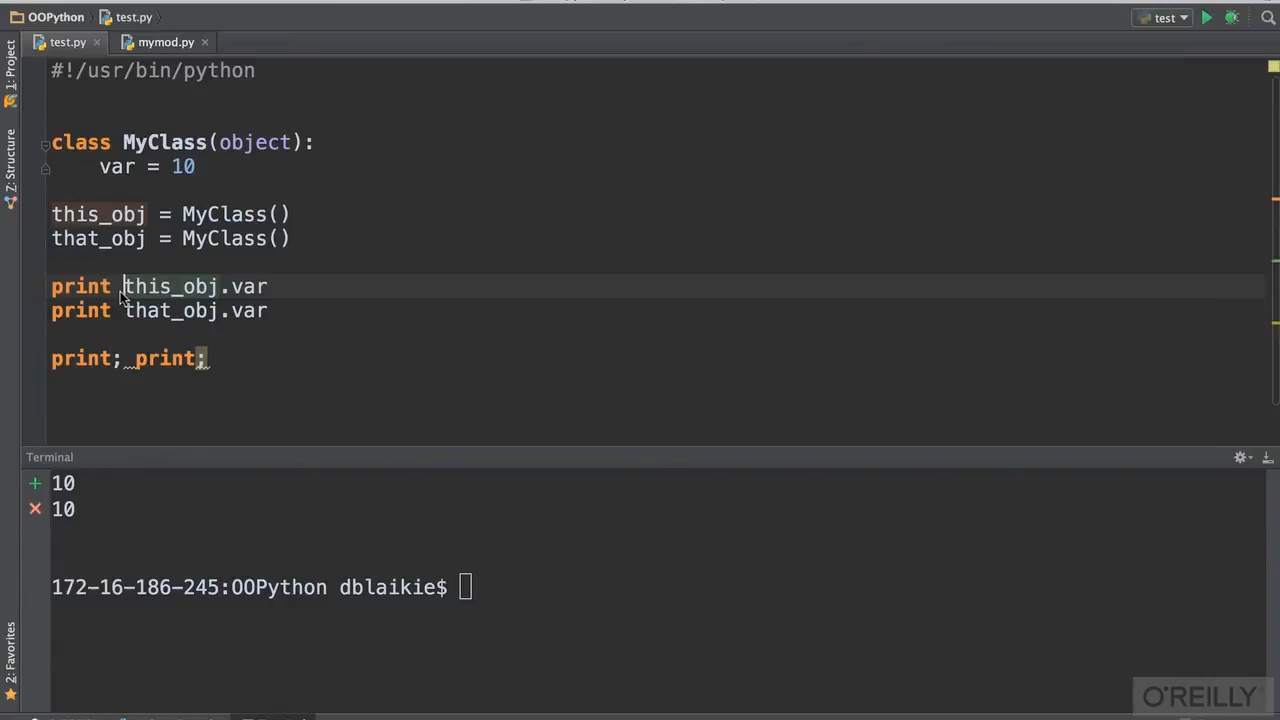 OOPython test.py
test
test.py × mymod.py ×
1: Project
Z: Structure
2: Favorites
#!/usr/bin/python
class MyClass(object):
    var = 10
this_obj = MyClass()
that_obj = MyClass()
print this_obj.var
print that_obj.var
print; print;
Terminal
10
10
172-16-186-245:OOPython dblaikie$
O'REILLY